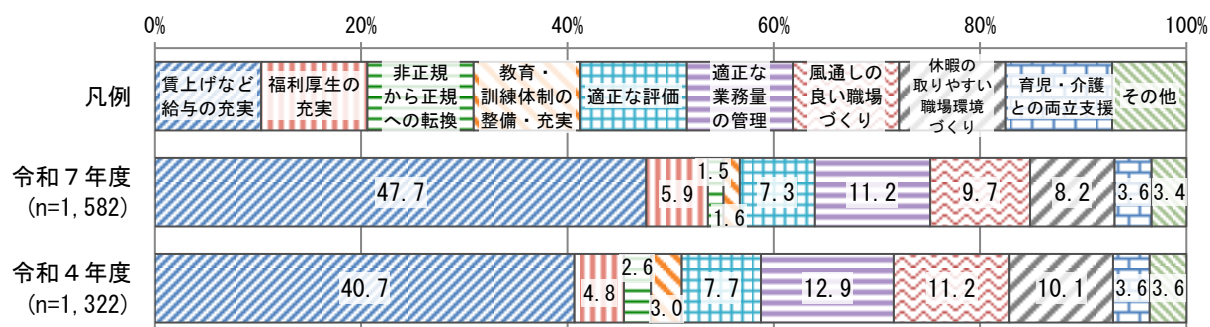 0% 20% 40% 60% 80% 100%
凡例
賃上げなど
給与の充実
福利厚生の
充実
非正規
から正規
への転換
教育・
訓練体制の
整備・充実
適正な評価
適正な
業務量
の管理
風通しの
良い職場
づくり
休暇の
取りやすい
職場環境
づくり
育児・介護
との両立支援
その他
令和７年度
(n=1,582)
47.7 5.9 1.5 1.6 7.3 11.2 9.7 8.2 3.6 3.4
令和４年度
(n=1,322)
40.7 4.8 2.6 3.0 7.7 12.9 11.2 10.1 3.6 3.6